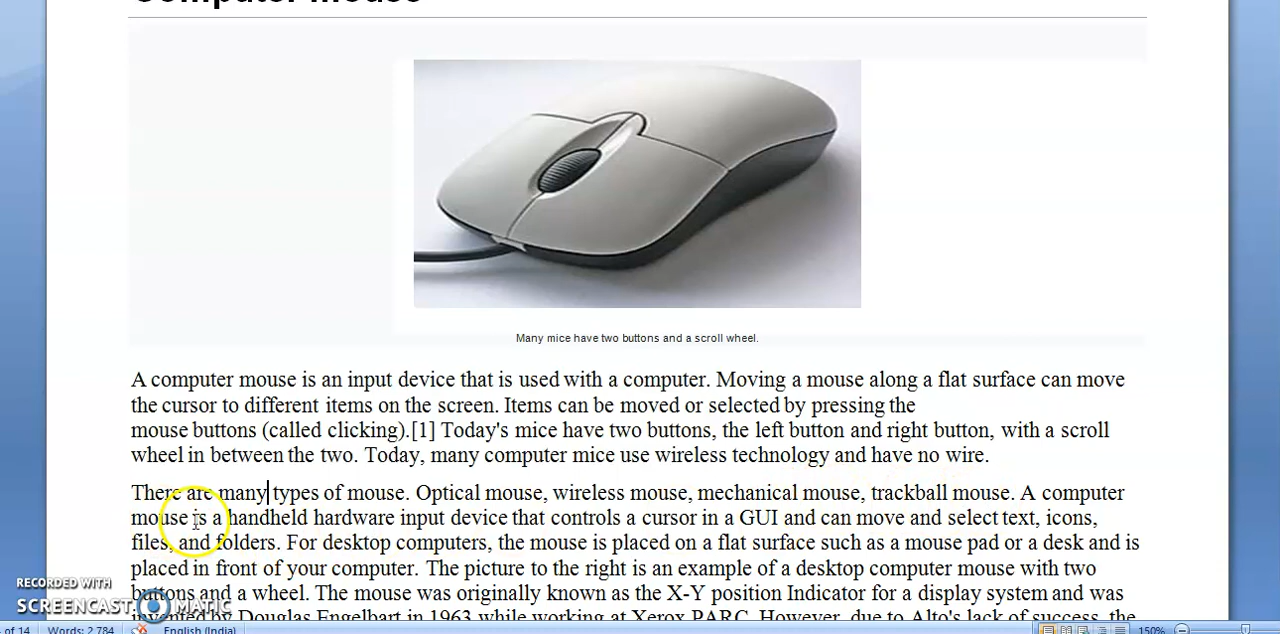 Computer mouse
Many mice have two buttons and a scroll wheel.
A computer mouse is an input device that is used with a computer. Moving a mouse along a flat surface can move
the cursor to different items on the screen. Items can be moved or selected by pressing the
mouse buttons (called clicking).[1] Today's mice have two buttons, the left button and right button, with a scroll
wheel in between the two. Today, many computer mice use wireless technology and have no wire.
There are many types of mouse. Optical mouse, wireless mouse, mechanical mouse, trackball mouse. A computer
mouse is a handheld hardware input device that controls a cursor in a GUI and can move and select text, icons,
files, and folders. For desktop computers, the mouse is placed on a flat surface such as a mouse pad or a desk and is
placed in front of your computer. The picture to the right is an example of a desktop computer mouse with two
buttons and a wheel. The mouse was originally known as the X-Y position Indicator for a display system and was
invented by Douglas Engelbart in 1963 while working at Xerox PARC. However, due to Alto's lack of success, the
RECORDED WITH
SCREENCAST MATIC
of 14 Words: 2,784 English (India) 150%